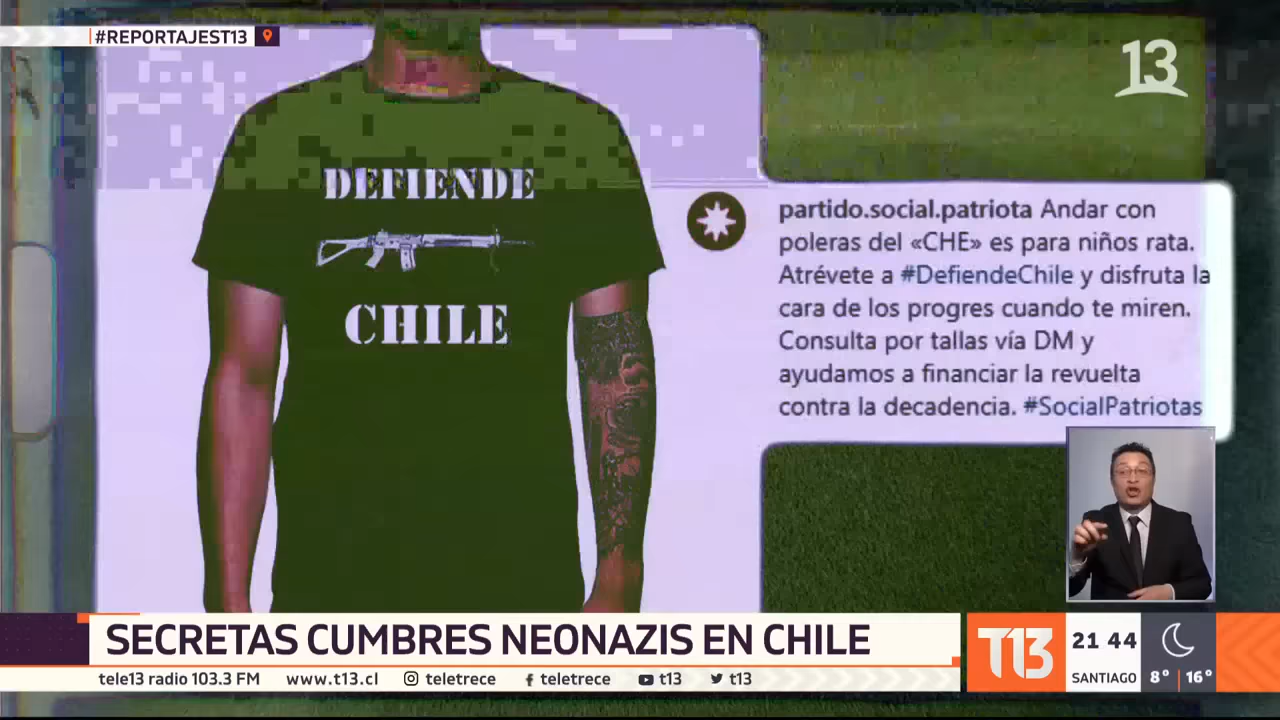 #REPORTAJEST13
13
DEFIENDE
CHILE
partido.social.patriota Andar con
poleras del «CHE» es para niños rata.
Atrévete a #DefiendeChile y disfruta la
cara de los progres cuando te miren.
Consulta por tallas vía DM y
ayudamos a financiar la revuelta
contra la decadencia. #SocialPatriotas
SECRETAS CUMBRES NEONAZIS EN CHILE
tele13 radio 103.3 FM www.t13.cl teletrece teletrece t13 t13
T13
21 44
SANTIAGO 8° 16°